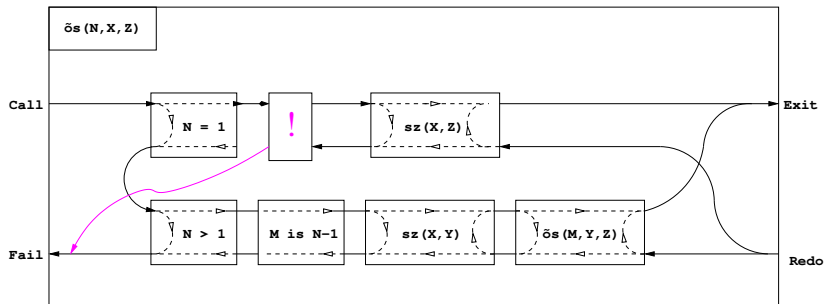 õs(N,X,Z)
Call
Exit
N = 1
!
sz(X,Z)
N > 1
M is N−1
sz(X,Y)
õs(M,Y,Z)
Fail
Redo